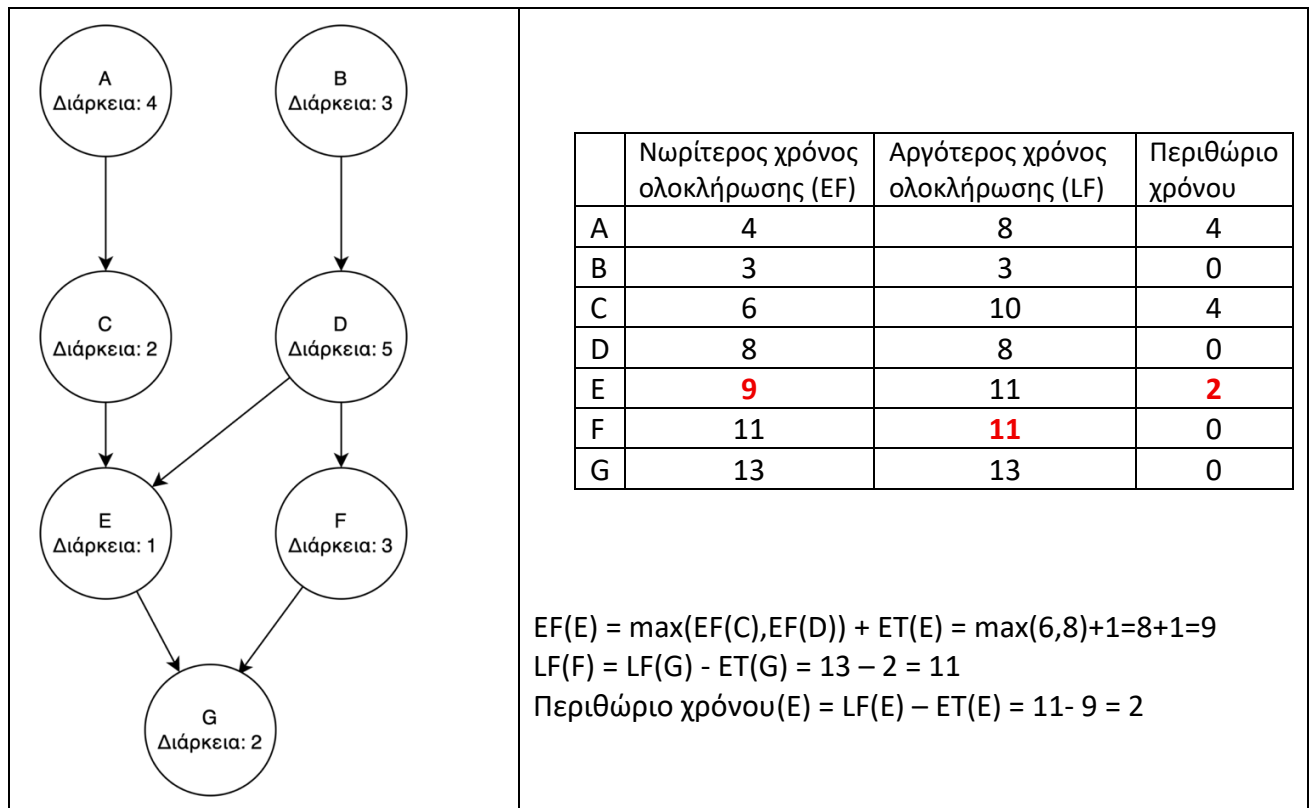 A
Διάρκεια: 4
B
Διάρκεια: 3
C
Διάρκεια: 2
D
Διάρκεια: 5
E
Διάρκεια: 1
F
Διάρκεια: 3
G
Διάρκεια: 2
Νωρίτερος χρόνος Αργότερος χρόνος Περιθώριο
ολοκλήρωσης (EF) ολοκλήρωσης (LF) χρόνου
A 4 8 4
B 3 3 0
C 6 10 4
D 8 8 0
E 9 11 2
F 11 11 0
G 13 13 0
EF(E) = max(EF(C),EF(D)) + ET(E) = max(6,8)+1=8+1=9
LF(F) = LF(G) - ET(G) = 13 – 2 = 11
Περιθώριο χρόνου(E) = LF(E) – ET(E) = 11- 9 = 2